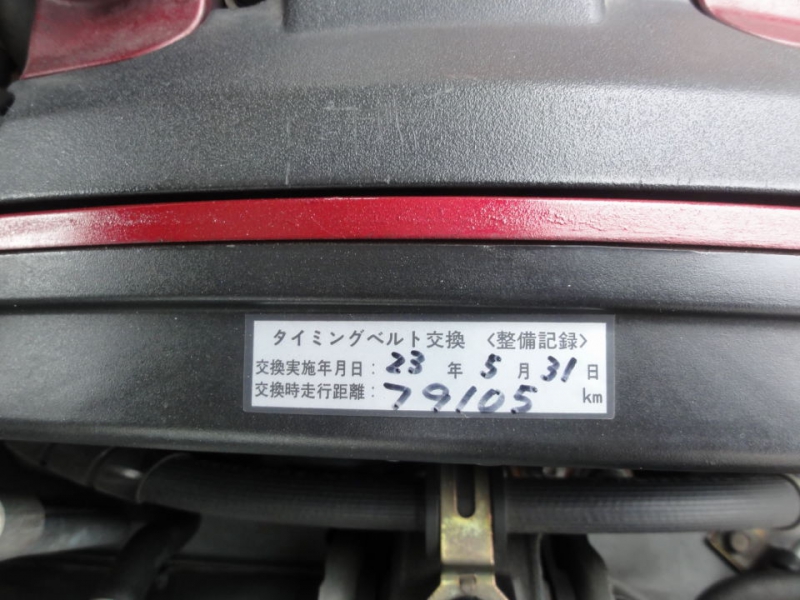 タイミングベルト交換 〈整備記録〉
交換実施年月日：23 年 5 月 31 日
交換時走行距離：79105 km